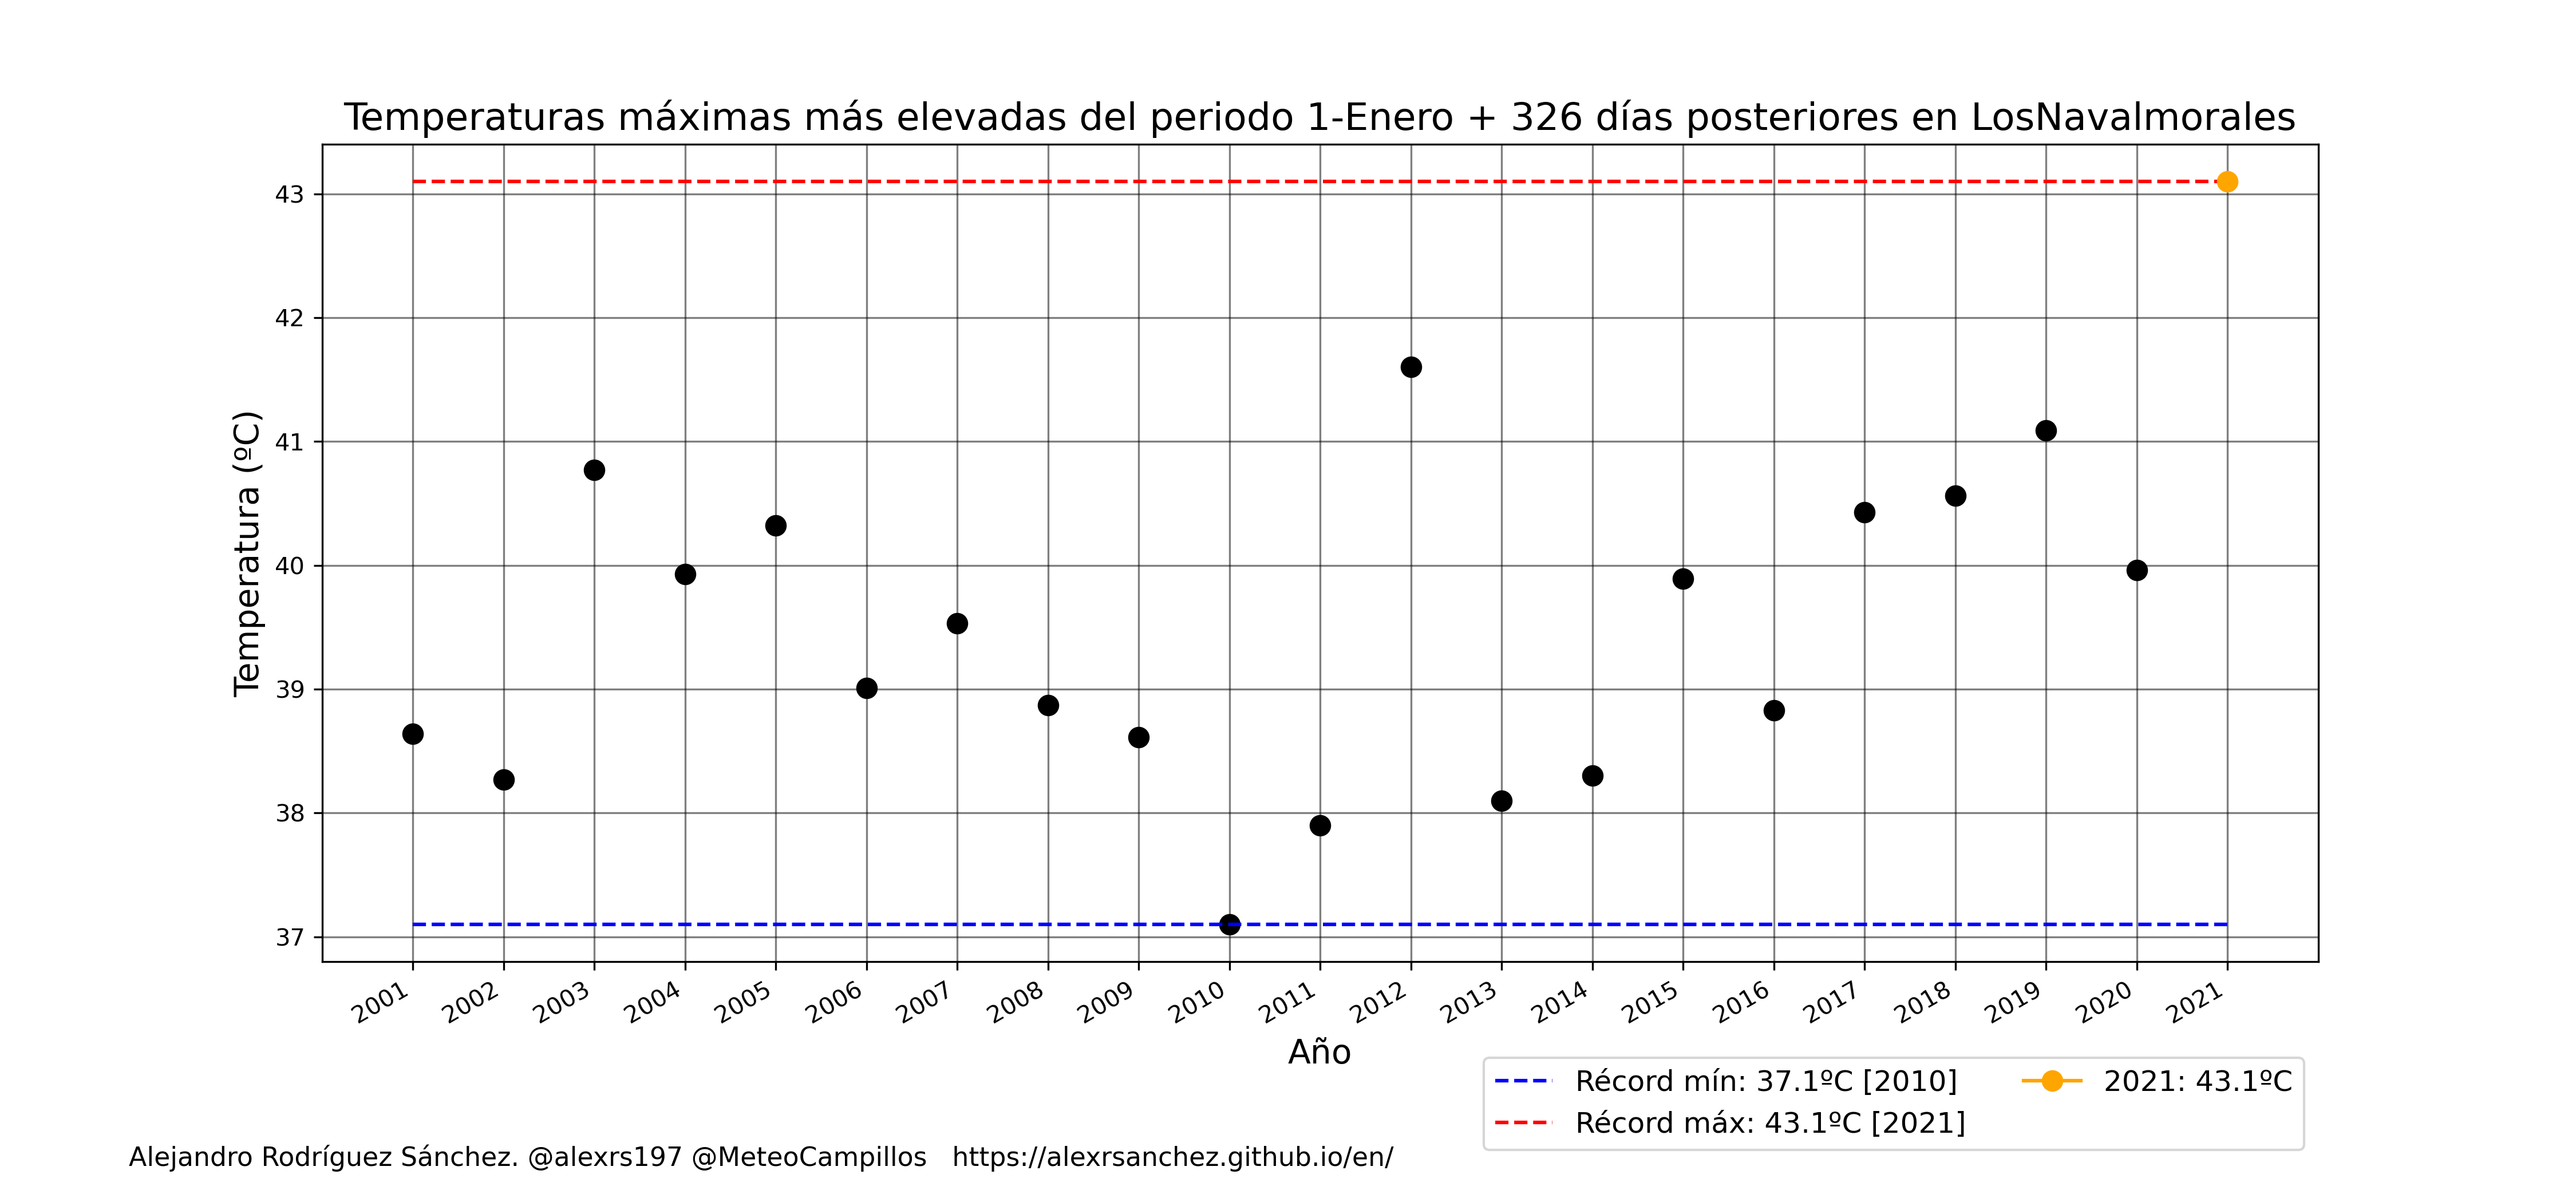 Temperaturas máximas más elevadas del periodo 1-Enero + 326 días posteriores en LosNavalmorales
Temperatura (ºC)
43
42
41
40
39
38
37
2001 2002 2003 2004 2005 2006 2007 2008 2009 2010 2011 2012 2013 2014 2015 2016 2017 2018 2019 2020 2021
Año
Récord mín: 37.1ºC [2010]
Récord máx: 43.1ºC [2021]
2021: 43.1ºC
Alejandro Rodríguez Sánchez. @alexrs197 @MeteoCampillos https://alexrsanchez.github.io/en/